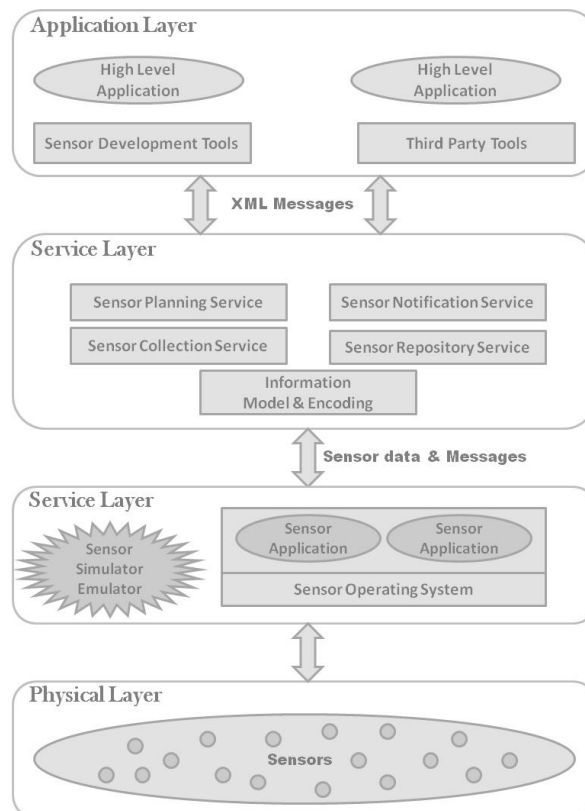 Application Layer
High Level
Application
High Level
Application
Sensor Development Tools
Third Party Tools
XML Messages
Service Layer
Sensor Planning Service
Sensor Notification Service
Sensor Collection Service
Sensor Repository Service
Information
Model & Encoding
Sensor data & Messages
Service Layer
Sensor
Simulator
Emulator
Sensor
Application
Sensor
Application
Sensor Operating System
Physical Layer
Sensors